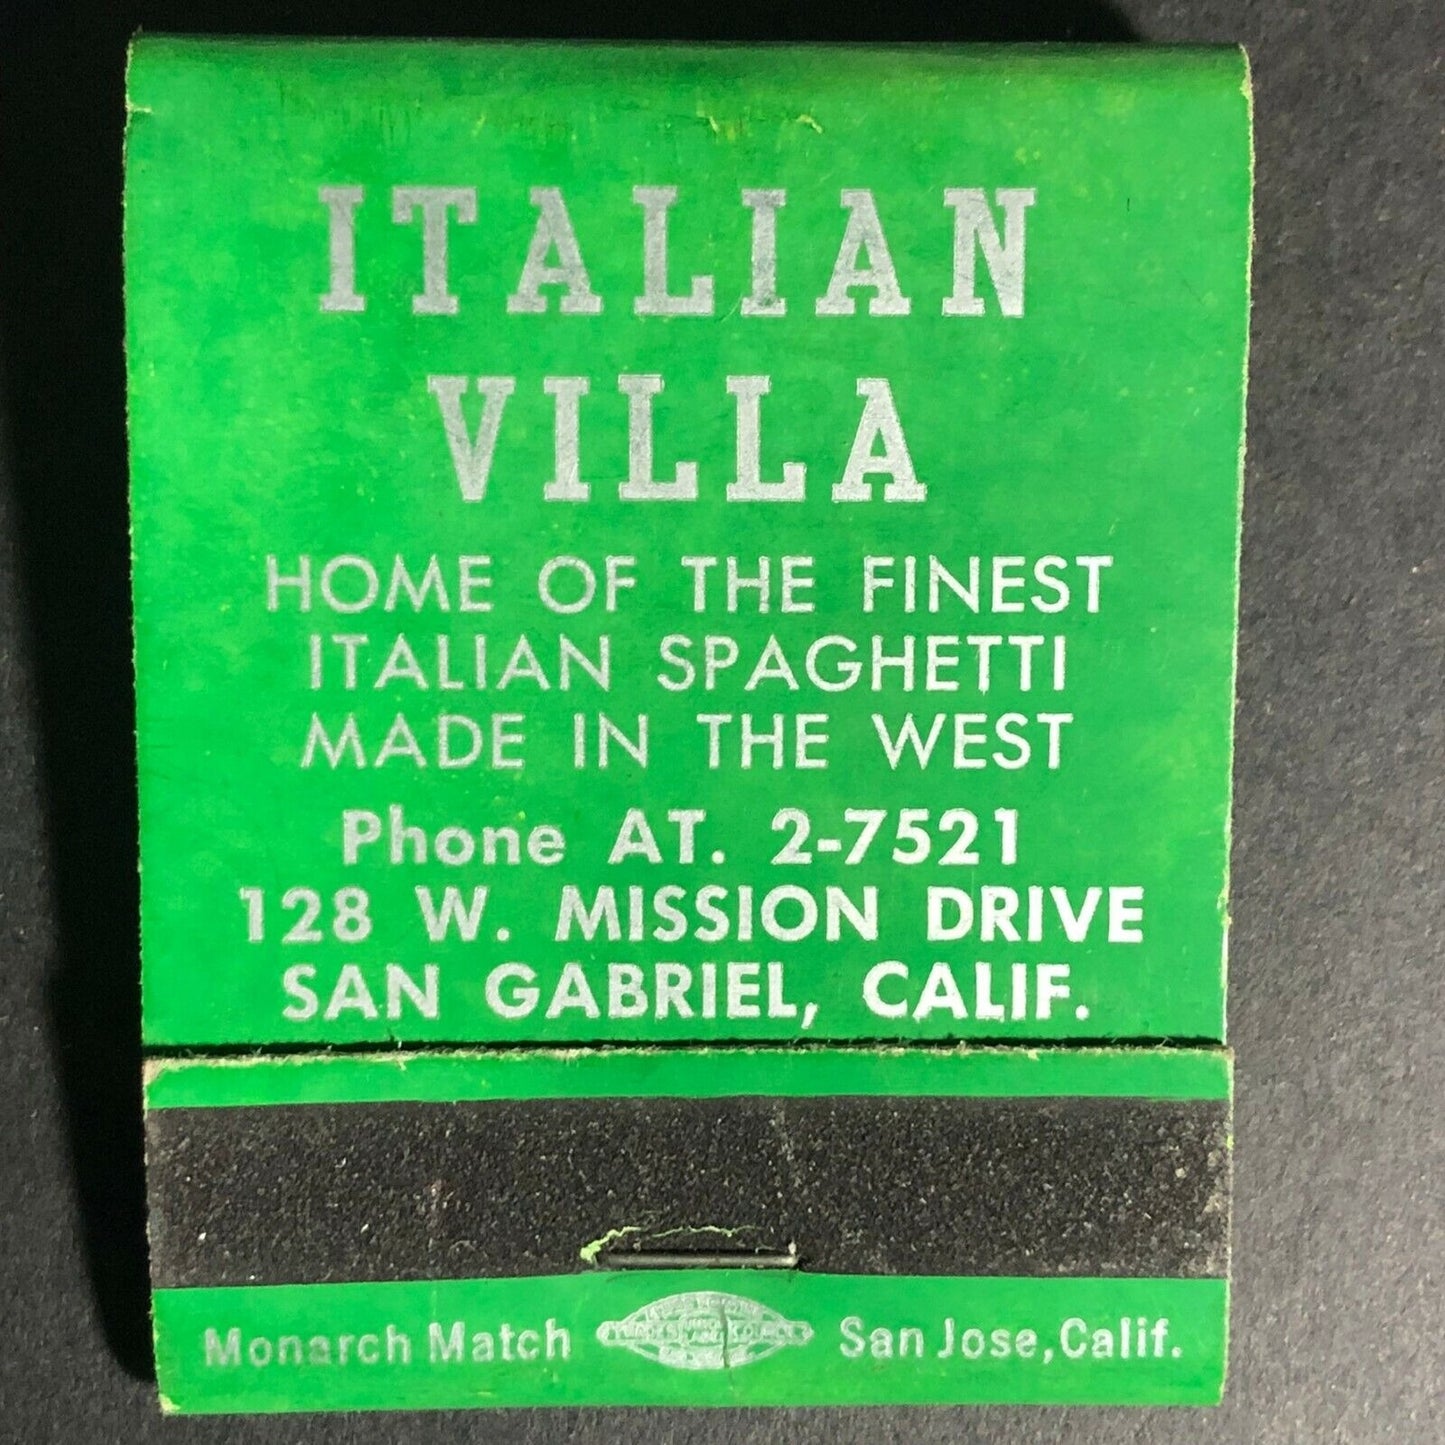 ITALIAN
VILLA
HOME OF THE FINEST
ITALIAN SPAGHETTI
MADE IN THE WEST
Phone AT. 2-7521
128 W. MISSION DRIVE
SAN GABRIEL, CALIF.
Monarch Match San Jose, Calif.